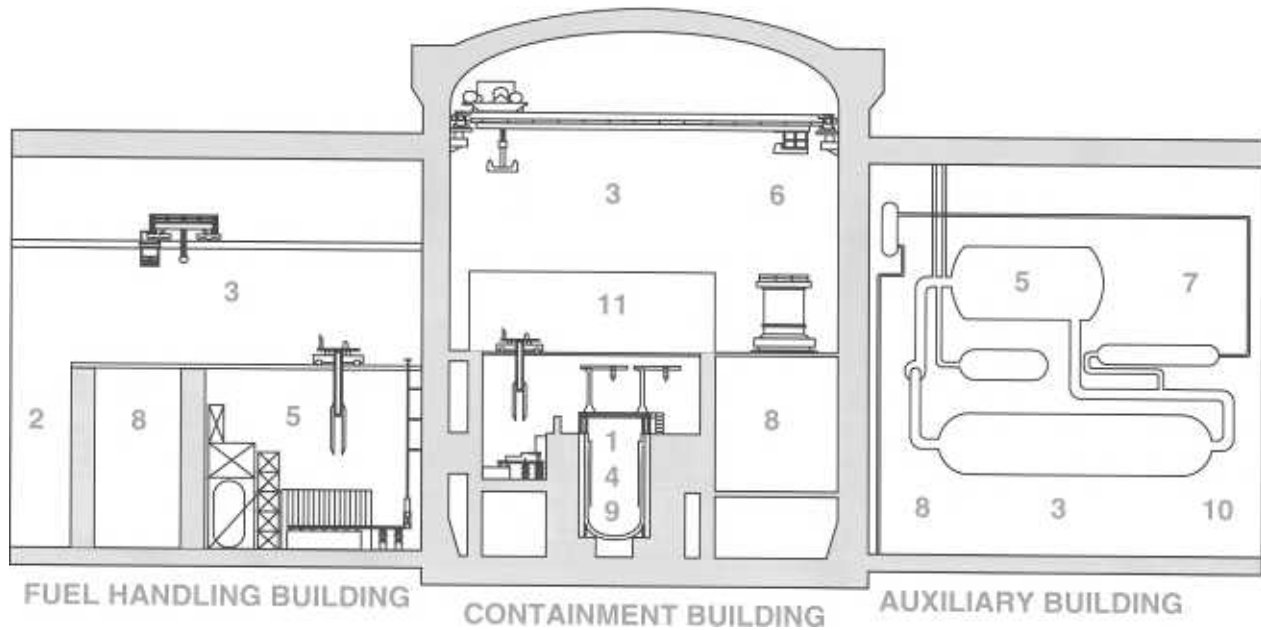 3 6
3 11 5 7
2 8 5 1 8
4
9 8 3 10
FUEL HANDLING BUILDING CONTAINMENT BUILDING AUXILIARY BUILDING